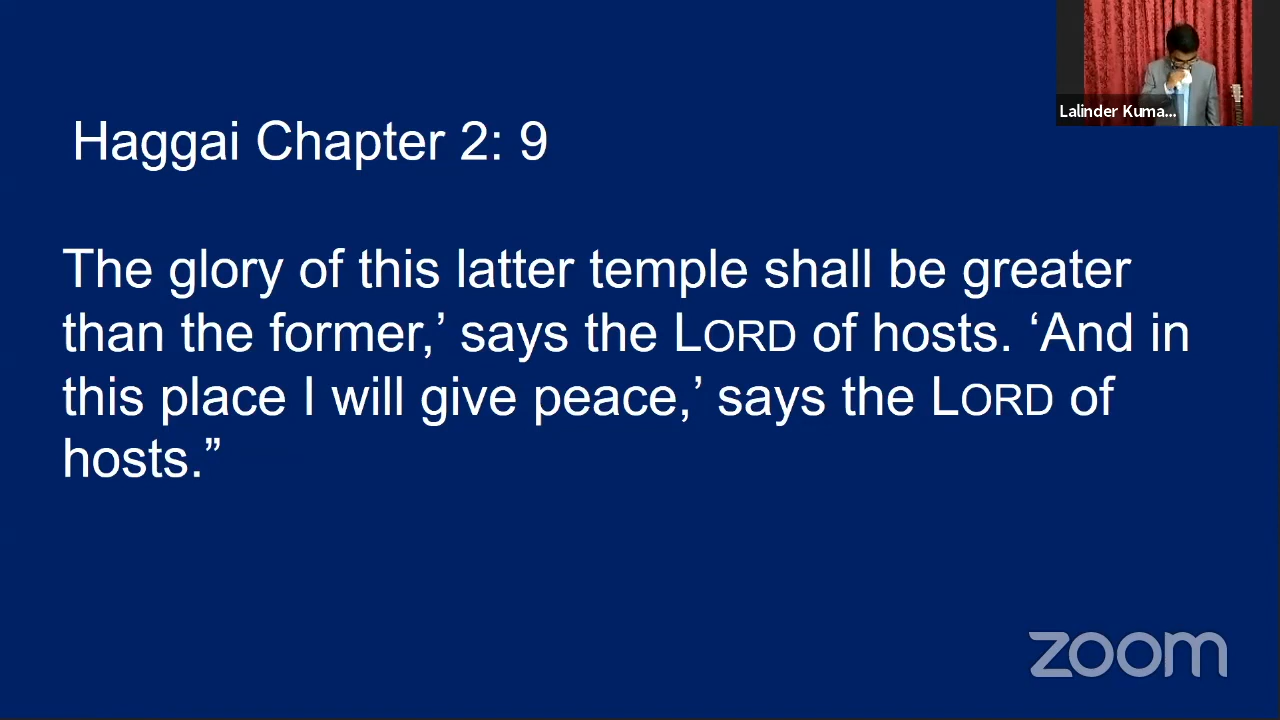 Lalinder Kuma...
Haggai Chapter 2: 9
The glory of this latter temple shall be greater
than the former,’ says the LORD of hosts. ‘And in
this place I will give peace,’ says the LORD of
hosts.”
zoom